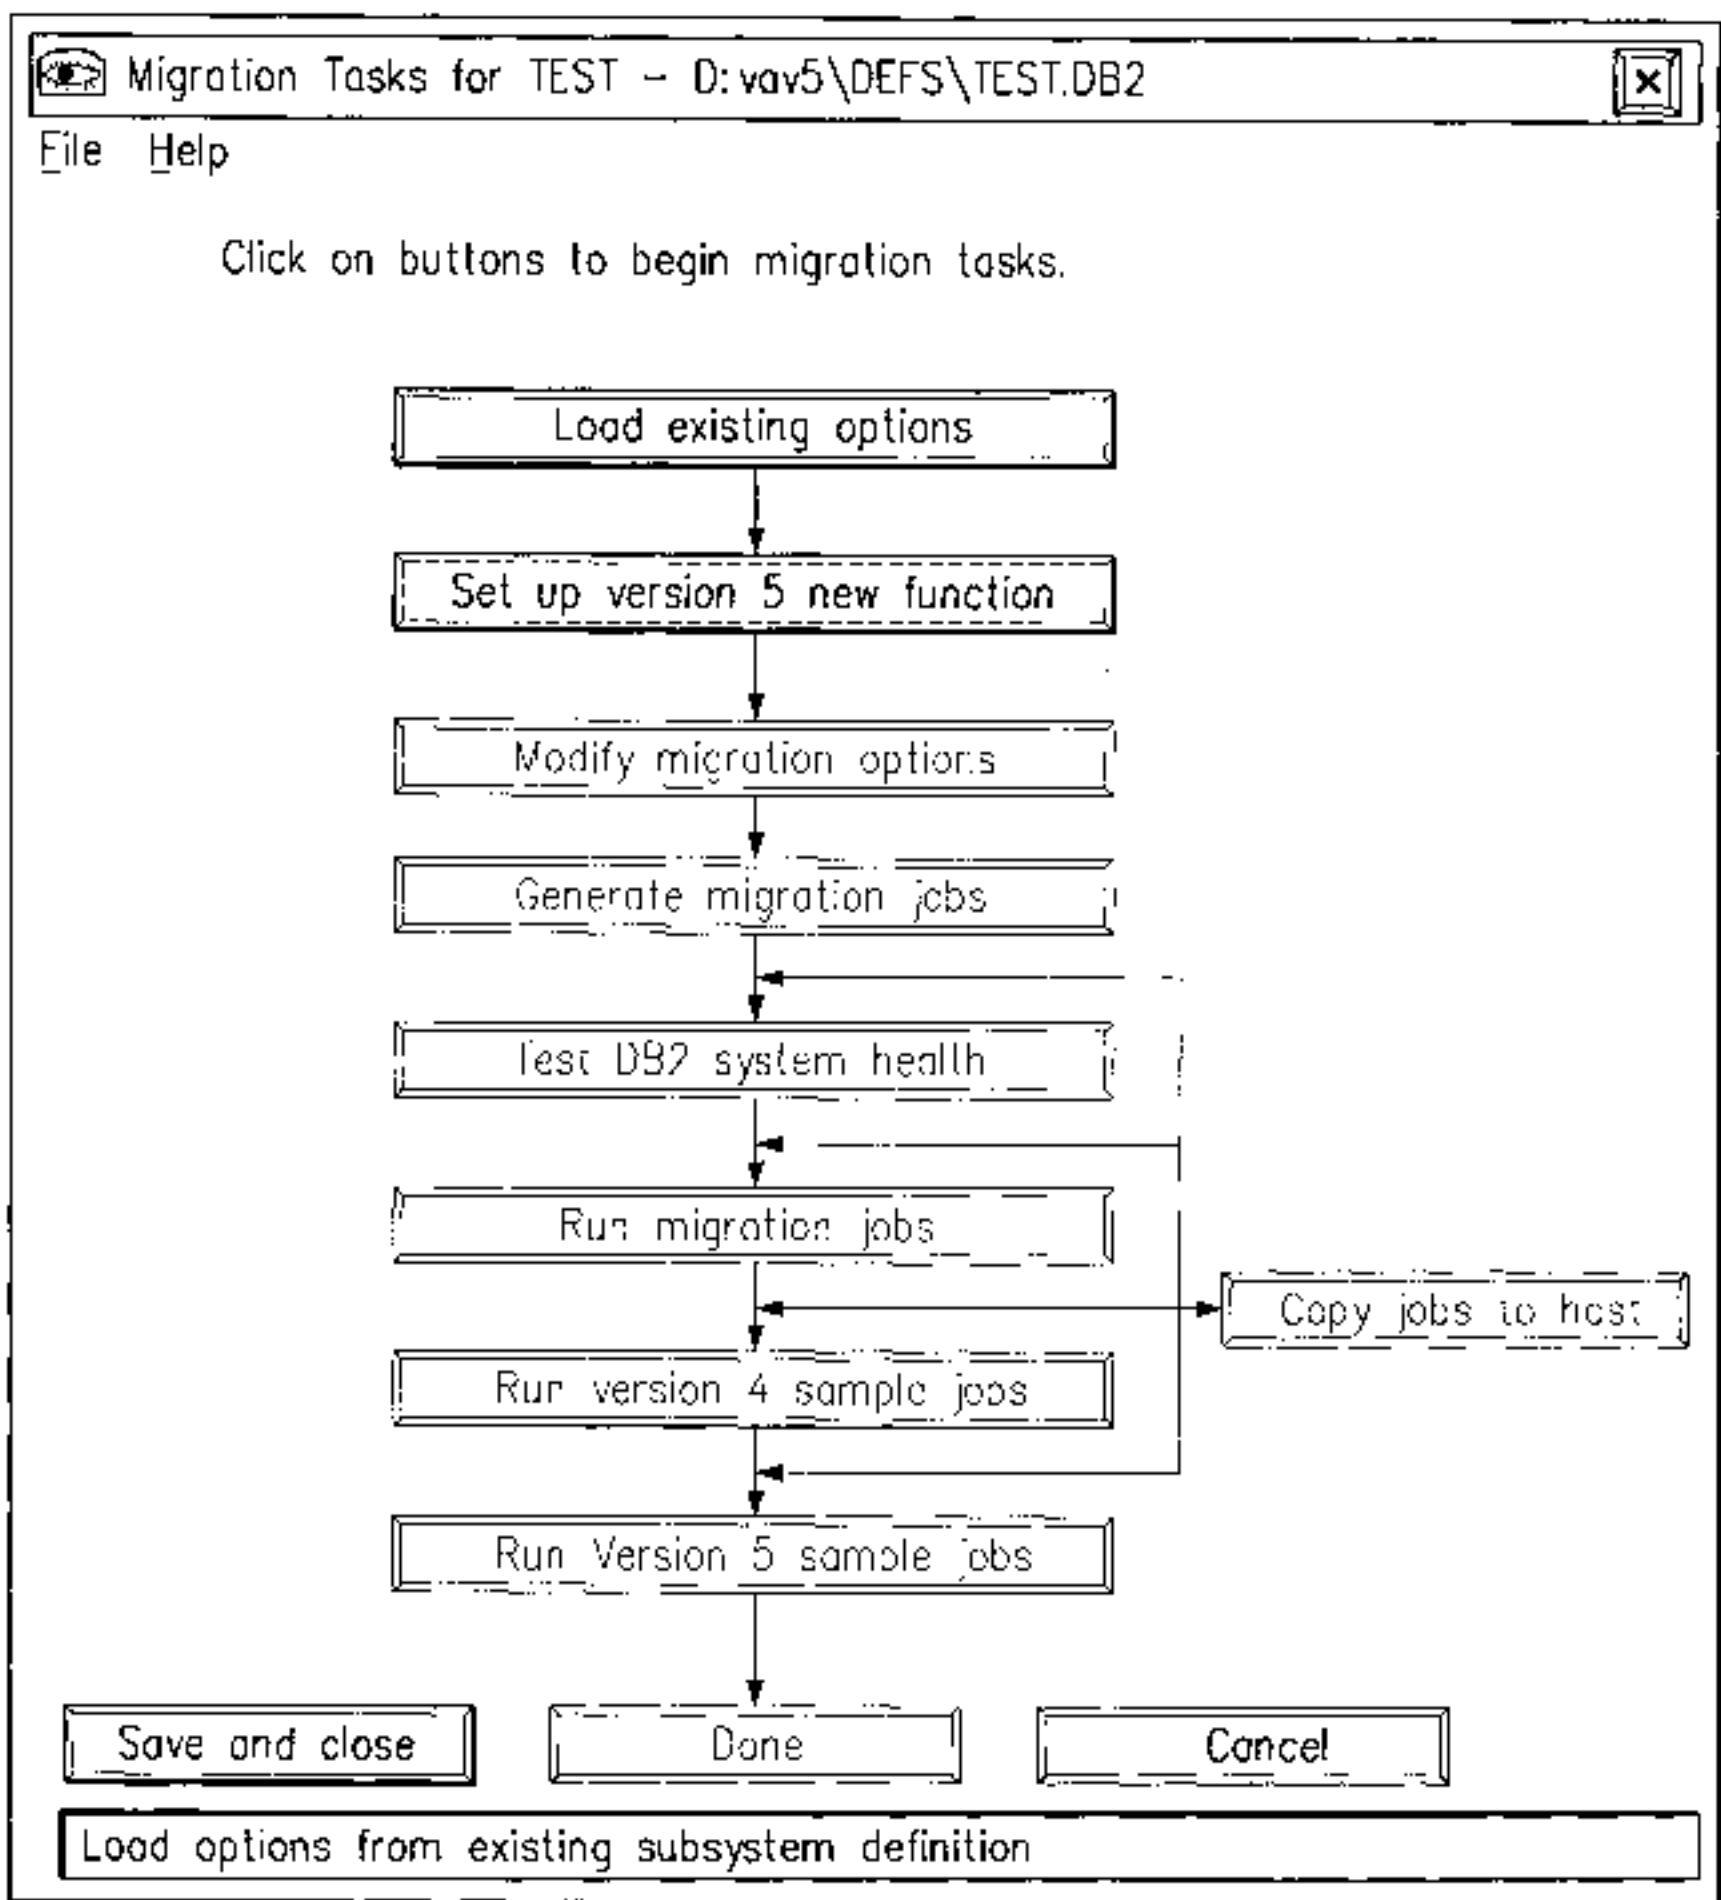 Migration Tasks for TEST - D:vav5\DEFS\TEST.DB2
File Help
Click on buttons to begin migration tasks.
Load existing options
Set up version 5 new function
Modify migration options
Generate migration jobs
Test DB2 system health
Run migration jobs
Copy jobs to host
Run version 4 sample jobs
Run Version 5 sample jobs
Save and close Done Cancel
Load options from existing subsystem definition